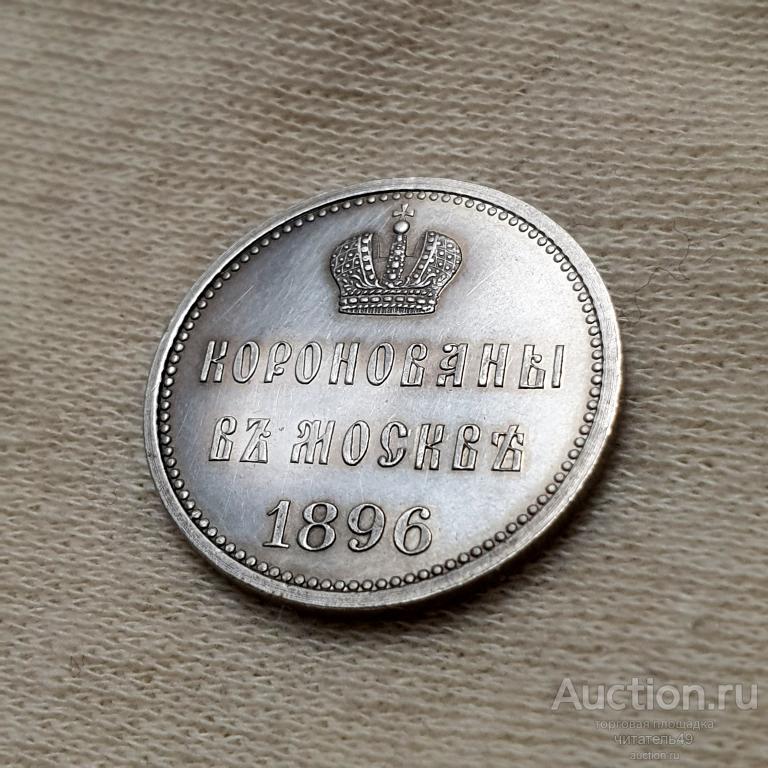 КОРОНОВАНЫ
ВЪ МОСКВѢ
1896
Auction.ru
торговая площадка
читатель49
auction.ru